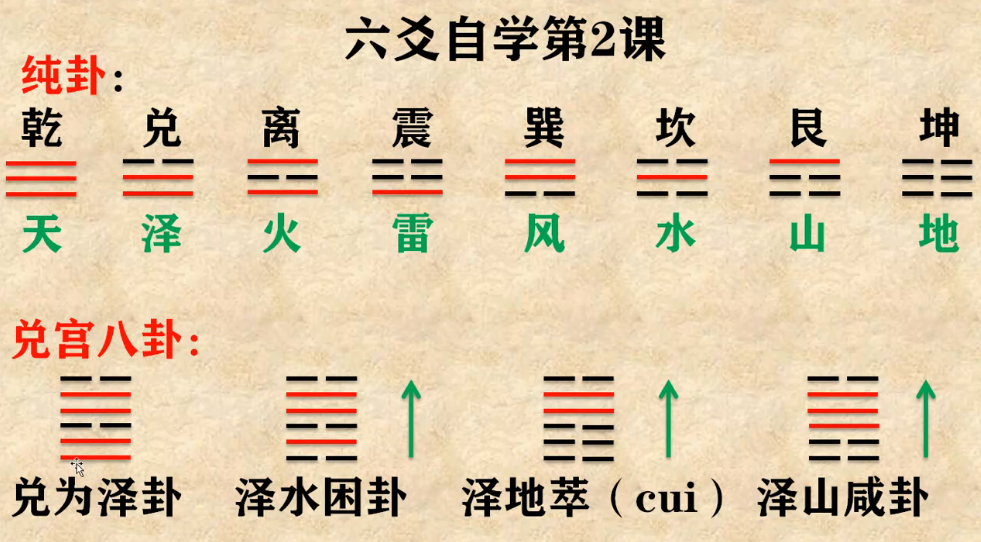 六爻自学第2课
纯卦：
乾 兑 离 震 巽 坎 艮 坤
天 泽 火 雷 风 水 山 地
兑宫八卦：
兑为泽卦 泽水困卦 泽地萃（cui） 泽山咸卦